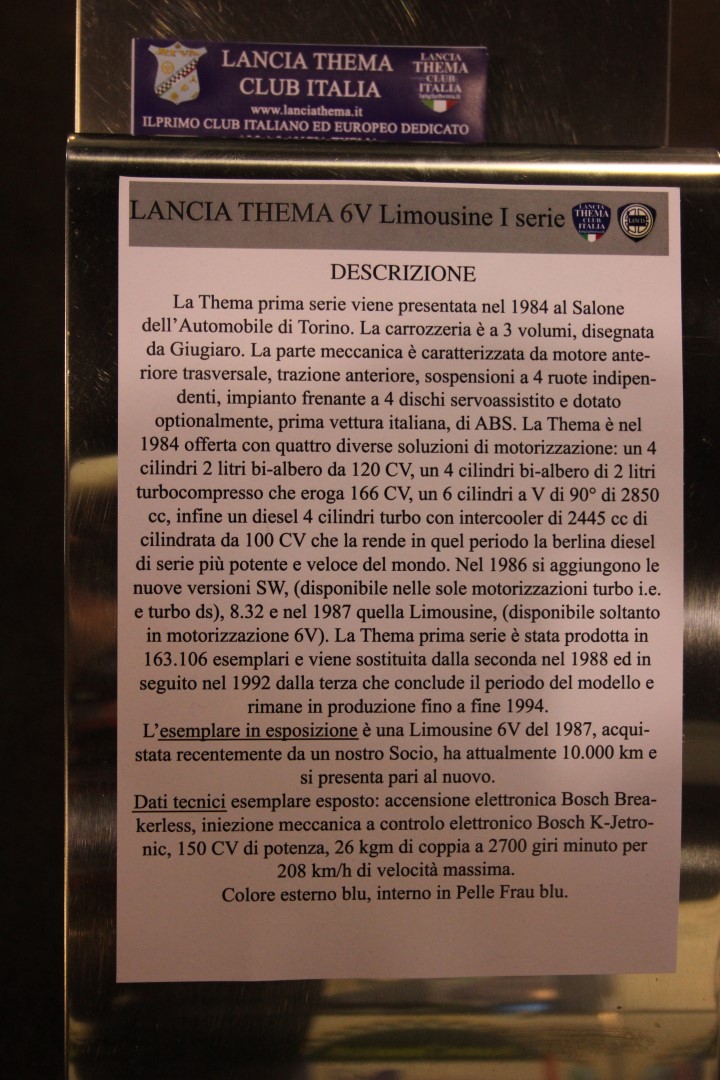 LANCIA THEMA
CLUB ITALIA
www.lanciathema.it
ILPRIMO CLUB ITALIANO ED EUROPEO DEDICATO
LANCIA
THEMA
CLUB
ITALIA
LANCIA THEMA 6V Limousine I serie
LANCIA
THEMA
CLUB
ITALIA
LANCIA
DESCRIZIONE
La Thema prima serie viene presentata nel 1984 al Salone
dell'Automobile di Torino. La carrozzeria è a 3 volumi, disegnata
da Giugiaro. La parte meccanica è caratterizzata da motore ante-
riore trasversale, trazione anteriore, sospensioni a 4 ruote indipen-
denti, impianto frenante a 4 dischi servoassistito e dotato
optionalmente, prima vettura italiana, di ABS. La Thema è nel
1984 offerta con quattro diverse soluzioni di motorizzazione: un 4
cilindri 2 litri bi-albero da 120 CV, un 4 cilindri bi-albero di 2 litri
turbocompresso che eroga 166 CV, un 6 cilindri a V di 90° di 2850
cc, infine un diesel 4 cilindri turbo con intercooler di 2445 cc di
cilindrata da 100 CV che la rende in quel periodo la berlina diesel
di serie più potente e veloce del mondo. Nel 1986 si aggiungono le
nuove versioni SW, (disponibile nelle sole motorizzazioni turbo i.e.
e turbo ds), 8.32 e nel 1987 quella Limousine, (disponibile soltanto
in motorizzazione 6V). La Thema prima serie è stata prodotta in
163.106 esemplari e viene sostituita dalla seconda nel 1988 ed in
seguito nel 1992 dalla terza che conclude il periodo del modello e
rimane in produzione fino a fine 1994.
L'esemplare in esposizione è una Limousine 6V del 1987, acqui-
stata recentemente da un nostro Socio, ha attualmente 10.000 km e
si presenta pari al nuovo.
Dati tecnici esemplare esposto: accensione elettronica Bosch Brea-
kerless, iniezione meccanica a controlo elettronico Bosch K-Jetro-
nic, 150 CV di potenza, 26 kgm di coppia a 2700 giri minuto per
208 km/h di velocità massima.
Colore esterno blu, interno in Pelle Frau blu.